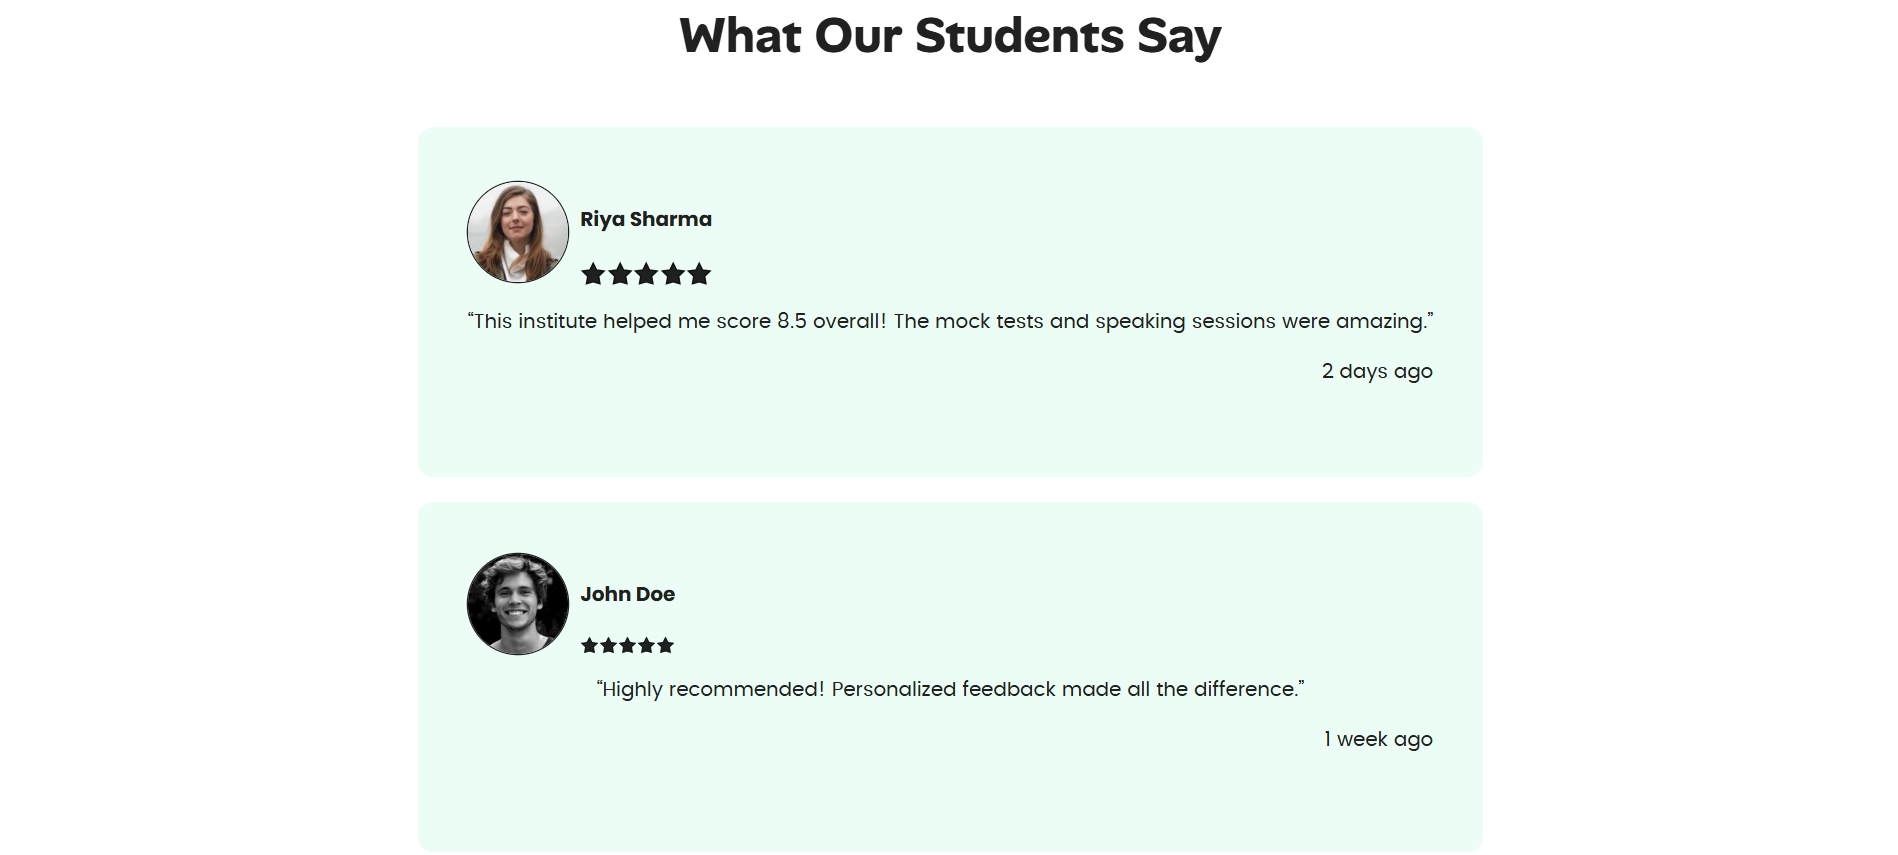 What Our Students Say
Riya Sharma
“This institute helped me score 8.5 overall! The mock tests and speaking sessions were amazing.”
2 days ago
John Doe
“Highly recommended! Personalized feedback made all the difference.”
1 week ago